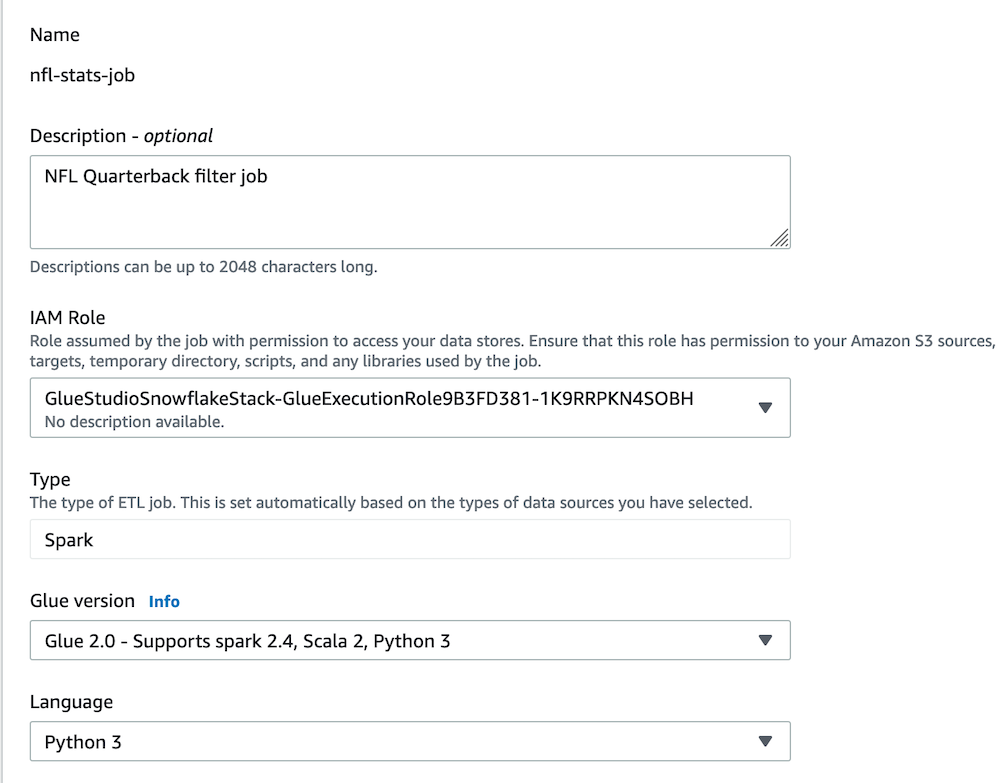 Name
nfl-stats-job
Description - optional
NFL Quarterback filter job
Descriptions can be up to 2048 characters long.
IAM Role
Role assumed by the job with permission to access your data stores. Ensure that this role has permission to your Amazon S3 sources,
targets, temporary directory, scripts, and any libraries used by the job.
GlueStudioSnowflakeStack-GlueExecutionRole9B3FD381-1K9RRPKN4SOBH
No description available.
Type
The type of ETL job. This is set automatically based on the types of data sources you have selected.
Spark
Glue version Info
Glue 2.0 - Supports spark 2.4, Scala 2, Python 3
Language
Python 3